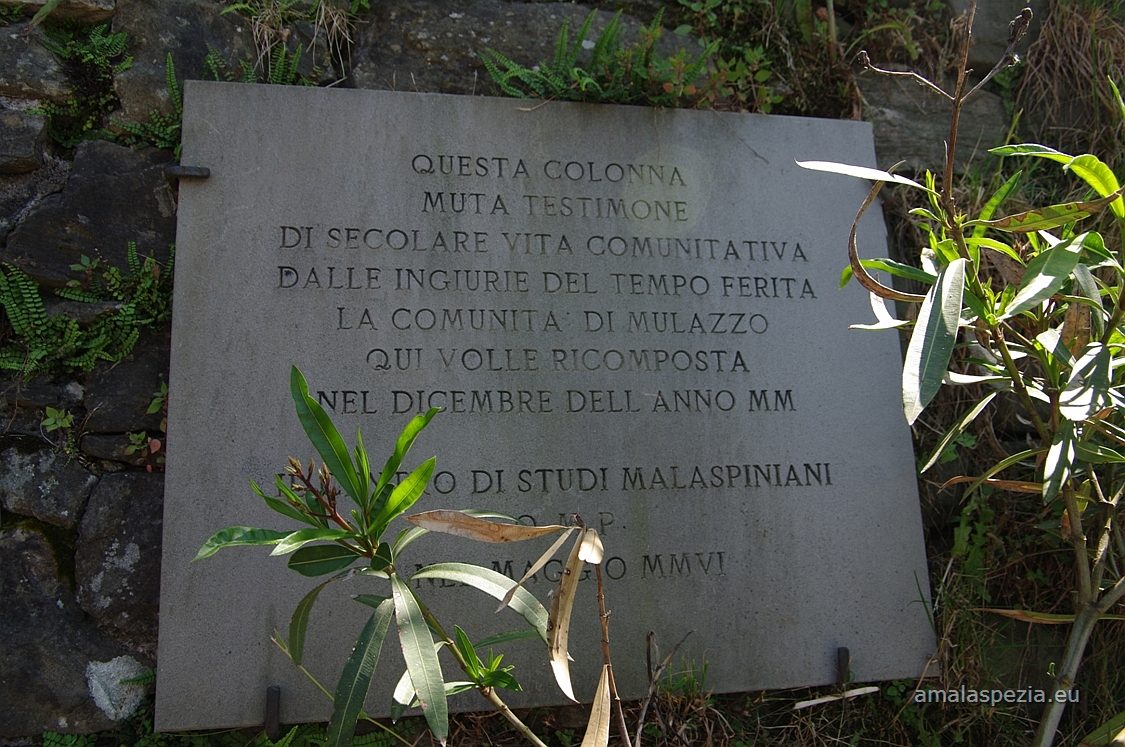 QUESTA COLONNA
MUTA TESTIMONE
DI SECOLARE VITA COMUNITATIVA
DALLE INGIURIE DEL TEMPO FERITA
LA COMUNITA' DI MULAZZO
QUI VOLLE RICOMPOSTA
NEL DICEMBRE DELL'ANNO MM
DI STUDI MALASPINIANI
P.
MAGGIO MMVI
amalaspezia.eu